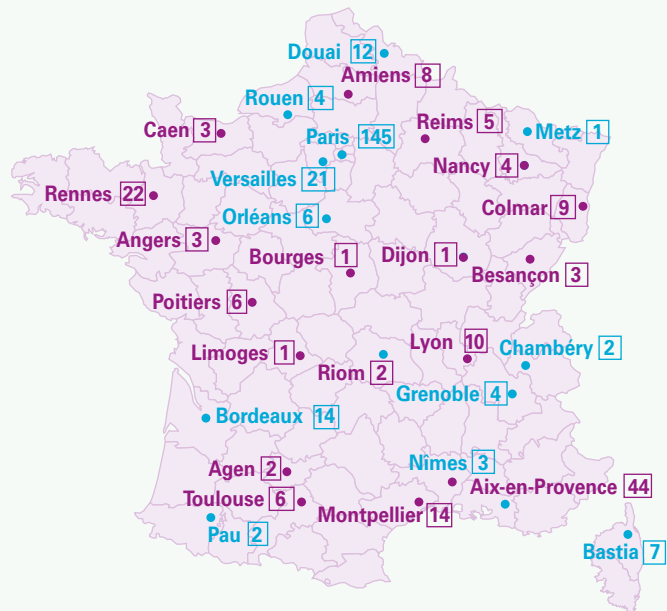 Douai 12
Amiens 8
Rouen 4
Caen 3
Paris 145
Reims 5
Metz 1
Nancy 4
Versailles 21
Rennes 22
Colmar 9
Orléans 6
Angers 3
Bourges 1
Dijon 1
Besançon 3
Poitiers 6
Limoges 1
Riom 2
Lyon 10
Chambéry 2
Grenoble 4
Bordeaux 14
Agen 2
Nîmes 3
Aix-en-Provence 44
Toulouse 6
Montpellier 14
Pau 2
Bastia 7